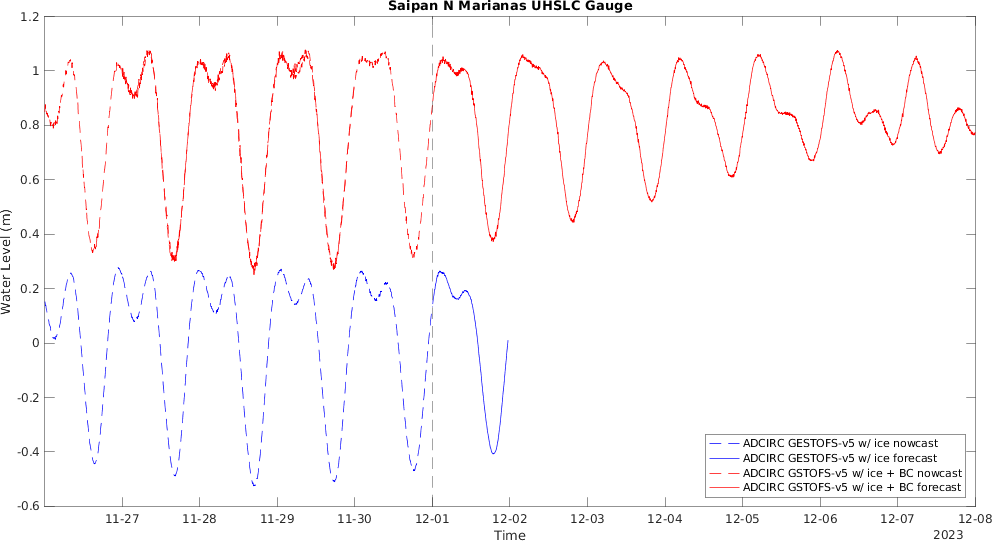 Saipan N Marianas UHSLC Gauge
1.2
1
0.8
0.6
0.4
0.2
0
-0.2
-0.4
-0.6
Water Level (m)
ADCIRC GESTOFS-v5 w/ ice nowcast
ADCIRC GESTOFS-v5 w/ ice forecast
ADCIRC GSTOFS-v5 w/ ice + BC nowcast
ADCIRC GSTOFS-v5 w/ ice + BC forecast
11-27 11-28 11-29 11-30 12-01 12-02 12-03 12-04 12-05 12-06 12-07 12-08
Time
2023